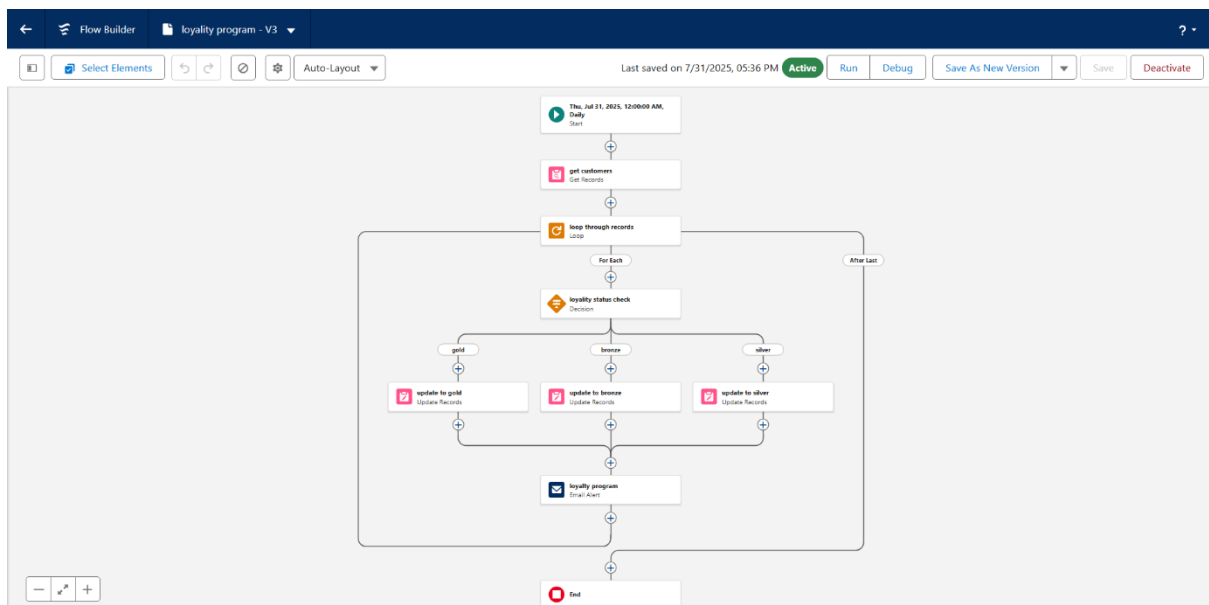 Flow Builder
loyality program - V3
?
Select Elements
Auto-Layout
Last saved on 7/31/2025, 05:36 PM
Active
Run
Debug
Save As New Version
Save
Deactivate
Thu, Jul 31, 2025, 12:00:00 AM,
Daily
Start
get customers
Get Records
loop through records
Loop
For Each
After Last
loyality status check
Decision
gold
bronze
silver
update to gold
Update Records
update to bronze
Update Records
update to silver
Update Records
loyalty program
Email Alert
End